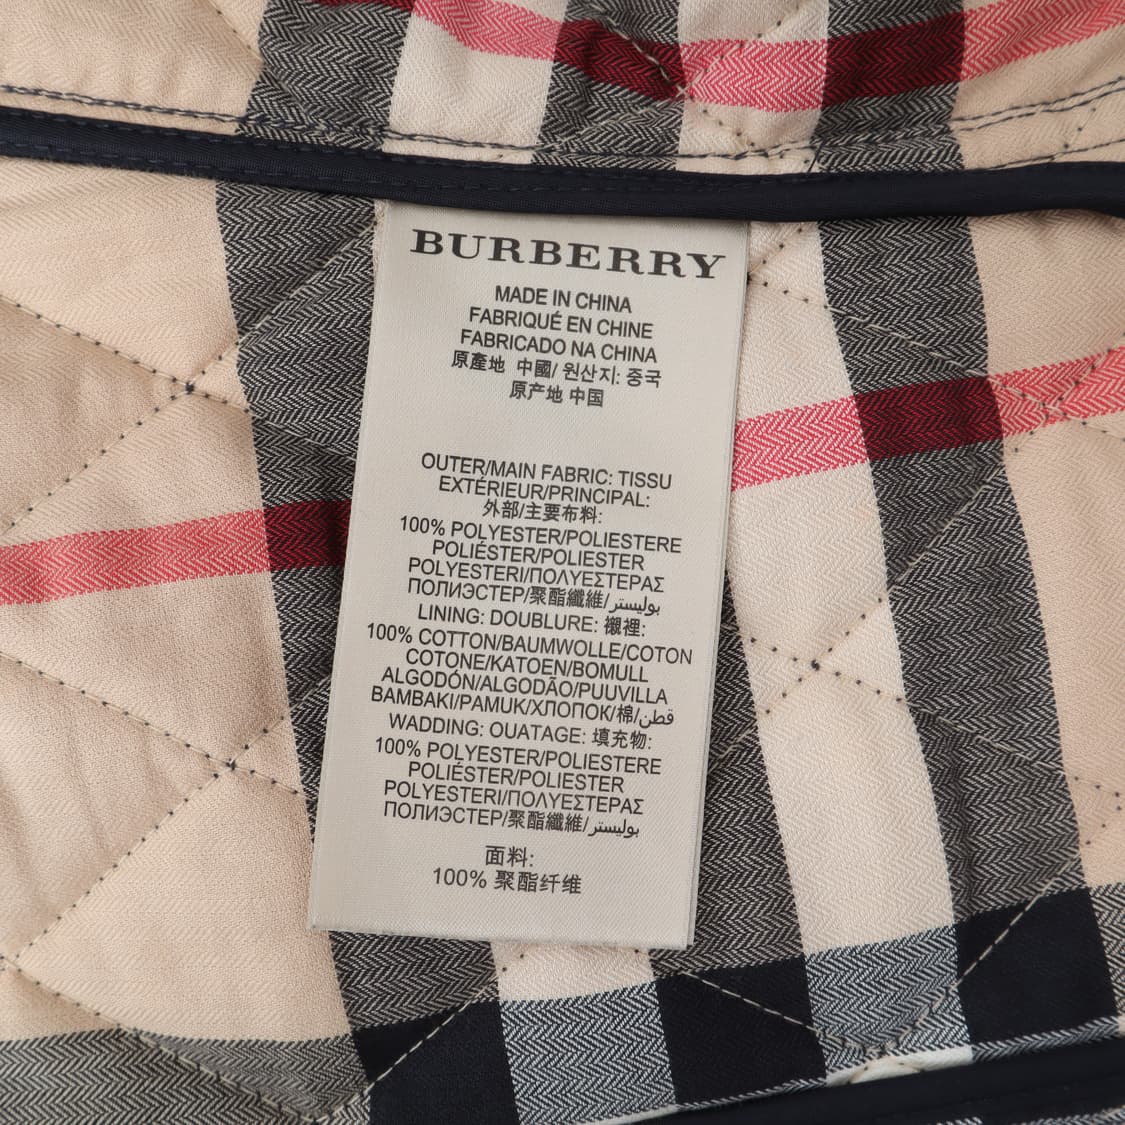 BURBERRY
MADE IN CHINA
FABRIQUÉ EN CHINE
FABRICADO NA CHINA
原產地 中國/ 원산지: 중국
原产地 中国
OUTER/MAIN FABRIC: TISSU
EXTÉRIEUR/PRINCIPAL:
外部/主要布料:
100% POLYESTER/POLIESTERE
POLIÉSTER/POLIESTER
POLYESTERI/ΠΟΛΥΕΣΤΕΡΑΣ
ПОЛИЭСТЕР/聚酯纖維/بوليستر
LINING: DOUBLURE: 襯裡:
100% COTTON/BAUMWOLLE/COTON
COTONE/KATOEN/BOMULL
ALGODÓN/ALGODÃO/PUUVILLA
BAMBAKI/PAMUK/ХЛОПОК/棉/قطن
WADDING: OUATAGE: 填充物:
100% POLYESTER/POLIESTERE
POLIÉSTER/POLIESTER
POLYESTERI/ΠΟΛΥΕΣΤΕΡΑΣ
ПОЛИЭСТЕР/聚酯纖維/بوليستر
面料:
100% 聚酯纤维